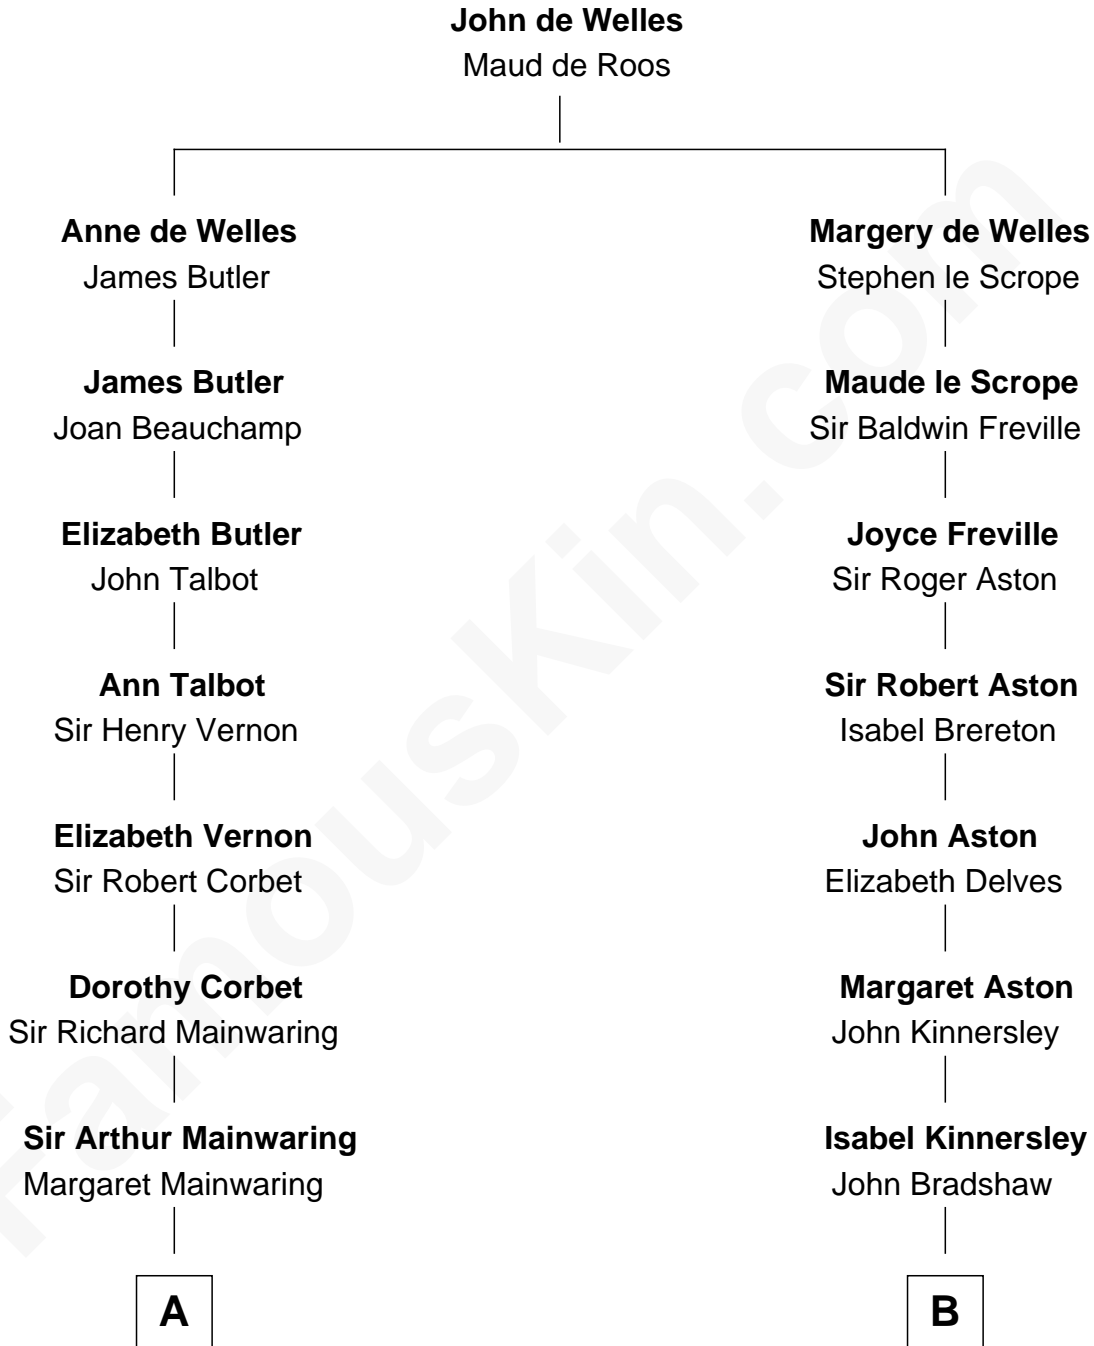 John de Welles
Maud de Roos
Anne de Welles
James Butler
Margery de Welles
Stephen le Scrope
James Butler
Joan Beauchamp
Maude le Scrope
Sir Baldwin Freville
Elizabeth Butler
John Talbot
Joyce Freville
Sir Roger Aston
Ann Talbot
Sir Henry Vernon
Sir Robert Aston
Isabel Brereton
Elizabeth Vernon
Sir Robert Corbet
John Aston
Elizabeth Delves
Dorothy Corbet
Sir Richard Mainwaring
Margaret Aston
John Kinnersley
Sir Arthur Mainwaring
Margaret Mainwaring
Isabel Kinnersley
John Bradshaw
A
B
FamousKin.com